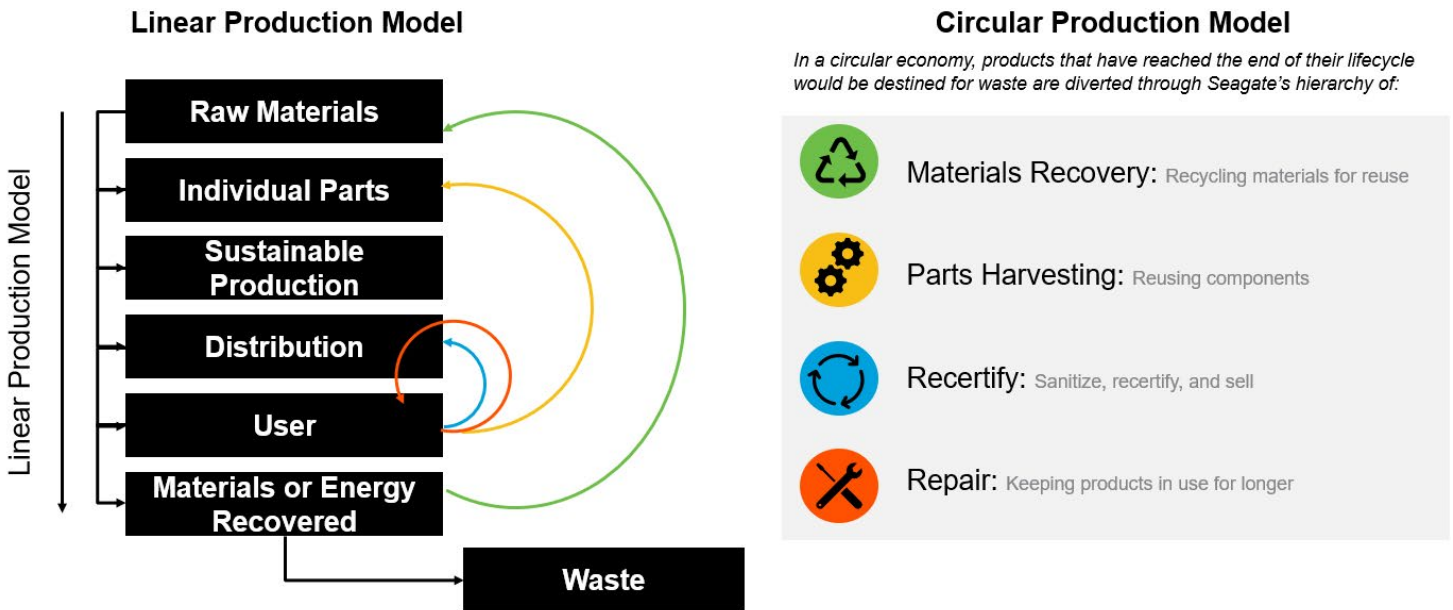 Linear Production Model
Linear Production Model
Raw Materials
Individual Parts
Sustainable
Production
Distribution
User
Materials or Energy
Recovered
Waste
Circular Production Model
In a circular economy, products that have reached the end of their lifecycle
would be destined for waste are diverted through Seagate's hierarchy of:
Materials Recovery: Recycling materials for reuse
Parts Harvesting: Reusing components
Recertify: Sanitize, recertify, and sell
Repair: Keeping products in use for longer